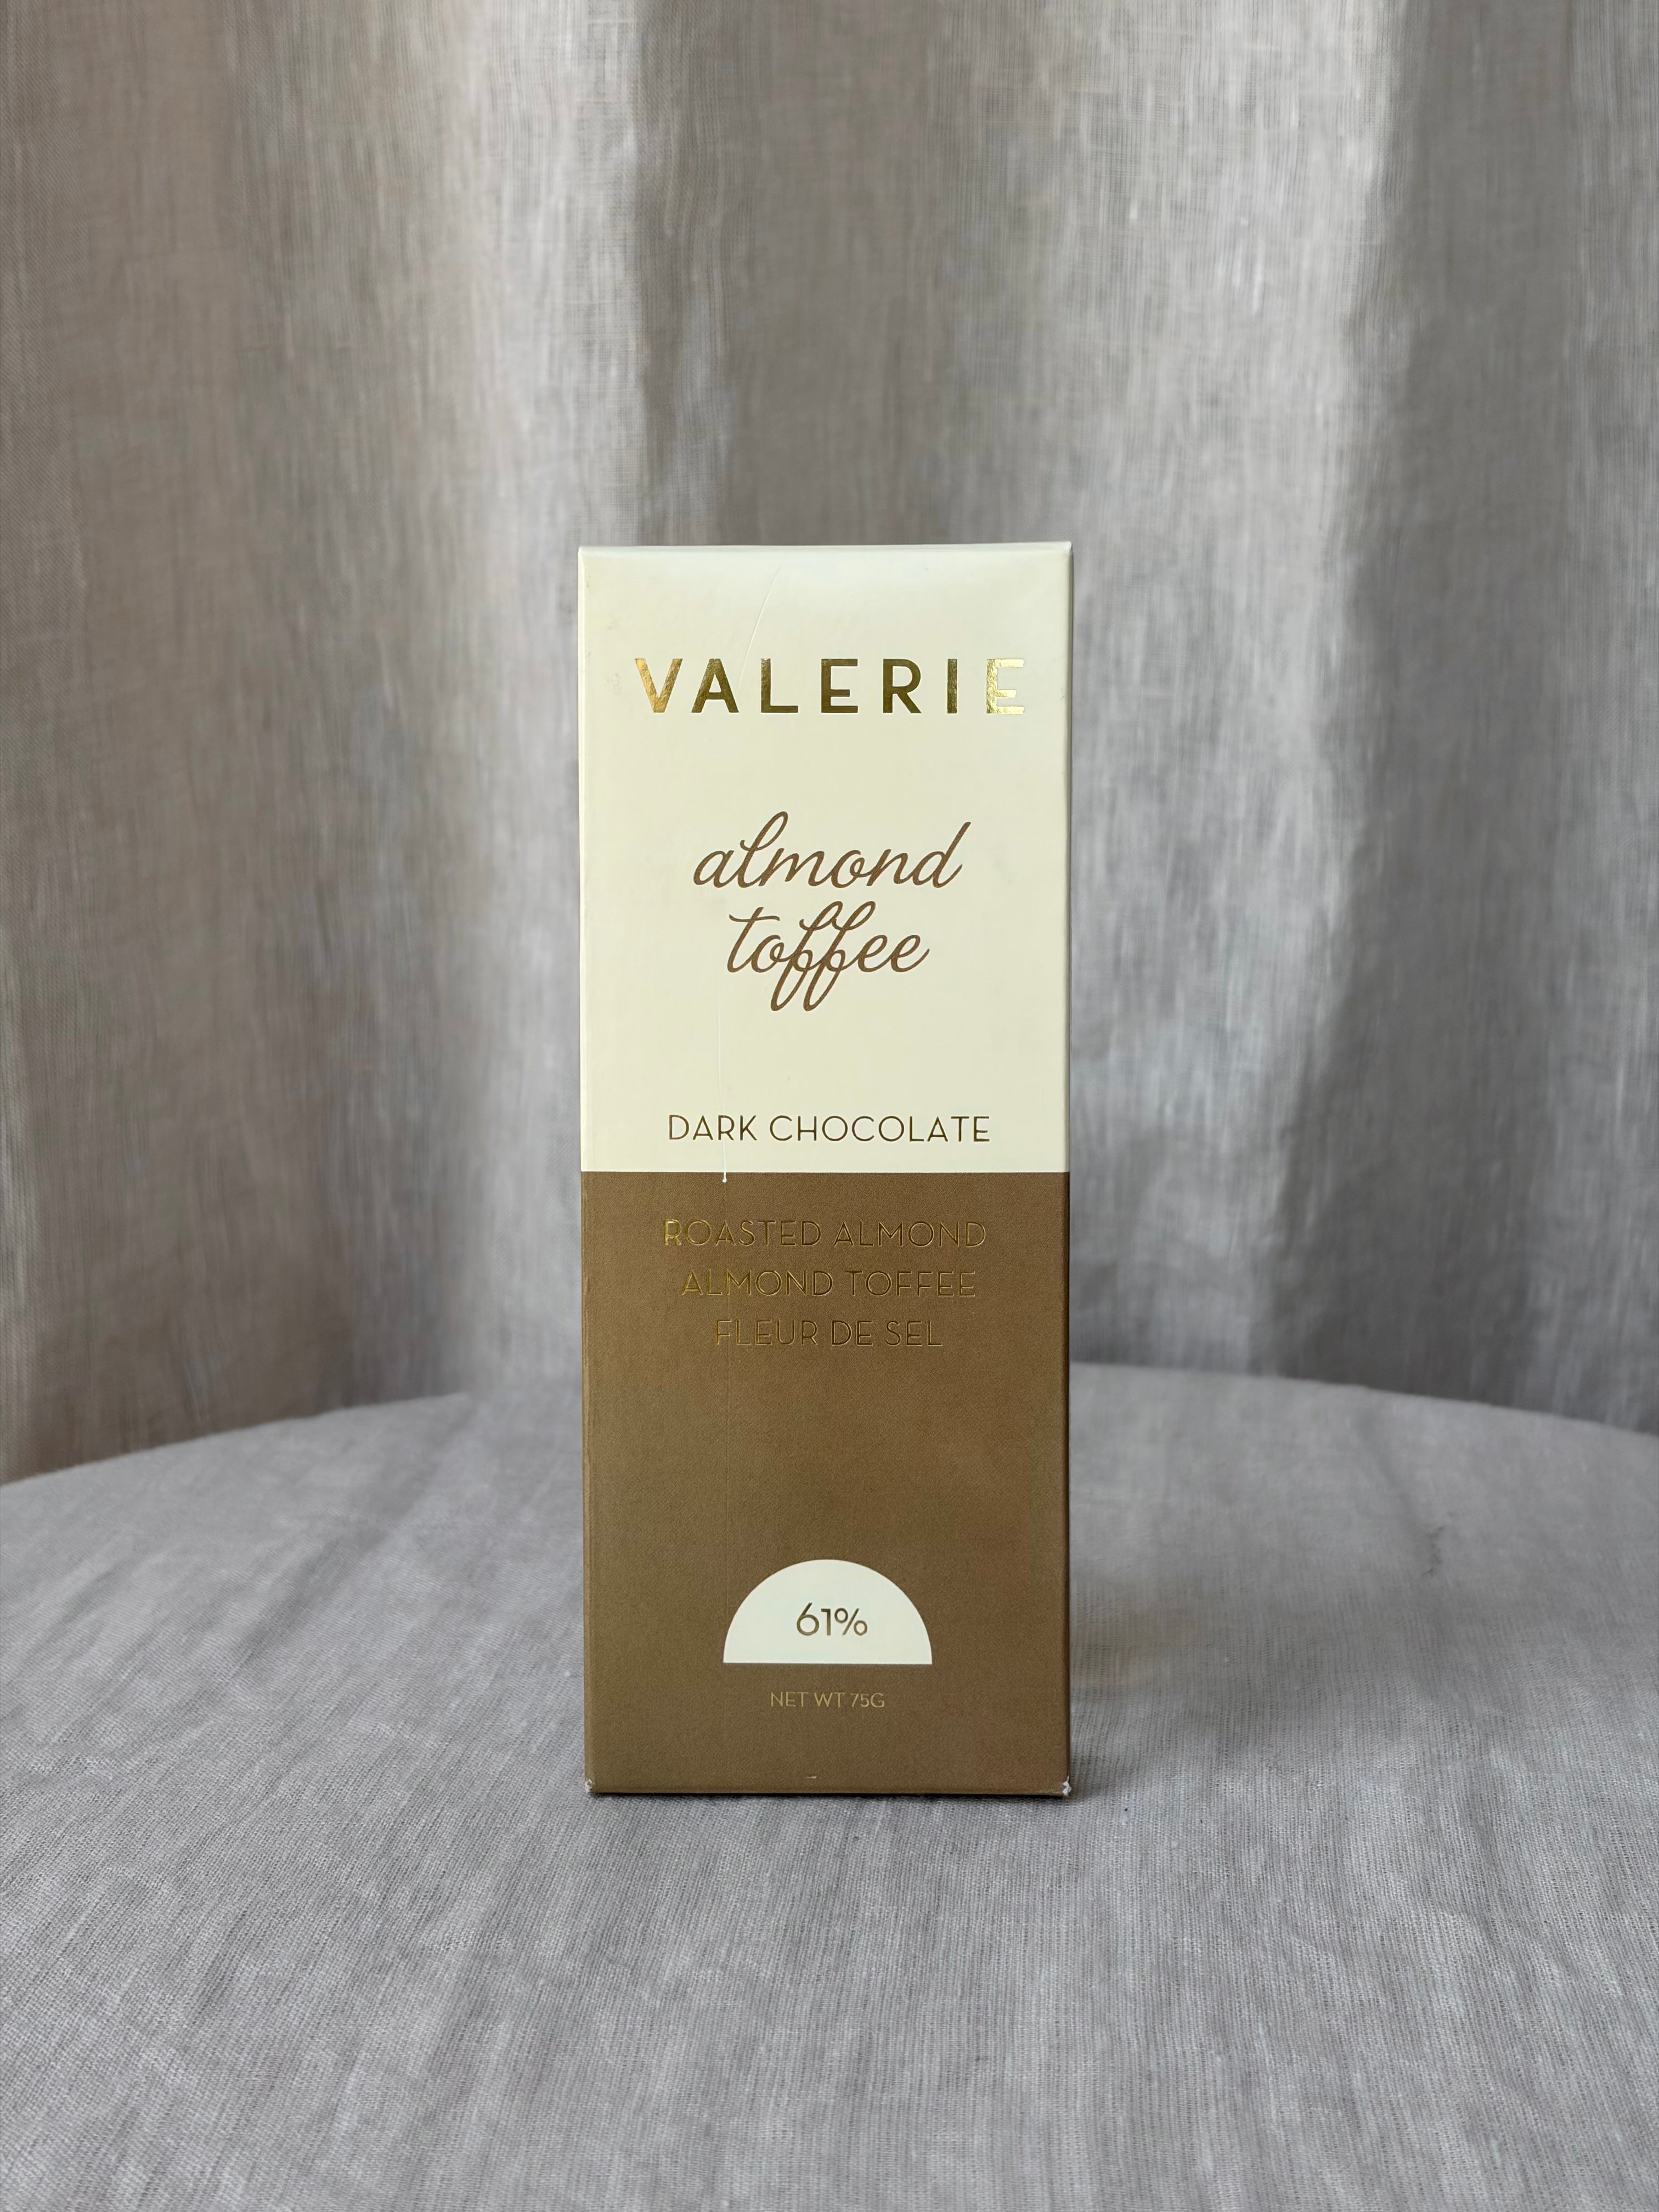 VALERIE
almond
toffee
DARK CHOCOLATE
ROASTED ALMOND
ALMOND TOFFEE
FLEUR DE SEL
61%
NET WT 75G